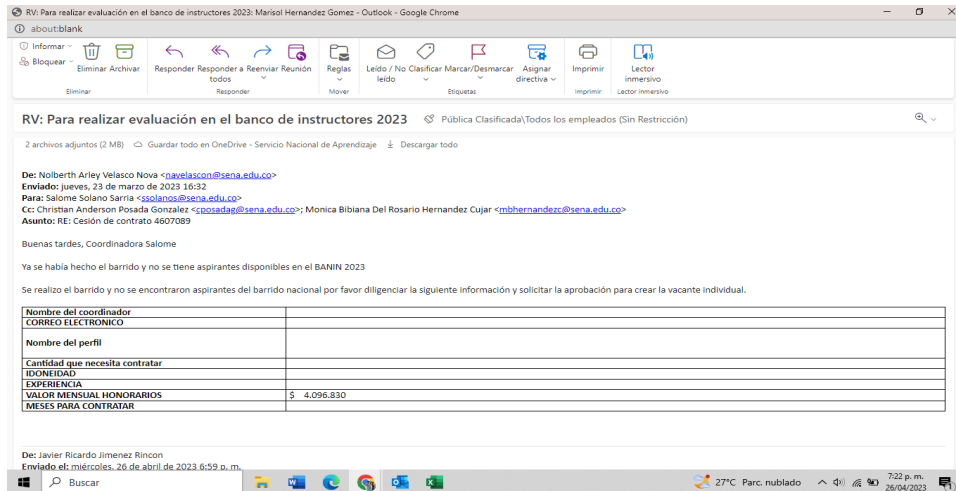 RV: Para realizar evaluación en el banco de instructores 2023: Marisol Hernandez Gomez - Outlook - Google Chrome
about:blank
Informar
Bloquear
Eliminar Archivar
Responder Responder a todos Reenviar Reunión
Reglas
Leído / No leído Clasificar Marcar/Desmarcar Asignar directiva
Imprimir
Lector inmersivo
Eliminar Responder Mover Etiquetas Imprimir Lector inmersivo
RV: Para realizar evaluación en el banco de instructores 2023 Pública Clasificada\Todos los empleados (Sin Restricción)
2 archivos adjuntos (2 MB) Guardar todo en OneDrive - Servicio Nacional de Aprendizaje Descargar todo
De: Nolberth Arley Velasco Nova <navelascon@sena.edu.co>
Enviado: jueves, 23 de marzo de 2023 16:32
Para: Salome Solano Sarria <ssolanos@sena.edu.co>
Cc: Christian Anderson Posada Gonzalez <cposadag@sena.edu.co>; Monica Bibiana Del Rosario Hernandez Cujar <mbhernandezc@sena.edu.co>
Asunto: RE: Cesión de contrato 4607089
Buenas tardes, Coordinadora Salome
Ya se había hecho el barrido y no se tiene aspirantes disponibles en el BANIN 2023
Se realizo el barrido y no se encontraron aspirantes del barrido nacional por favor diligenciar la siguiente información y solicitar la aprobación para crear la vacante individual.
Nombre del coordinador
CORREO ELECTRONICO
Nombre del perfil
Cantidad que necesita contratar
IDONEIDAD
EXPERIENCIA
VALOR MENSUAL HONORARIOS $ 4.096.830
MESES PARA CONTRATAR
De: Javier Ricardo Jimenez Rincon
Enviado el: miércoles, 26 de abril de 2023 6:59 p. m.
Buscar
27°C Parc. nublado
7:22 p. m.
26/04/2023